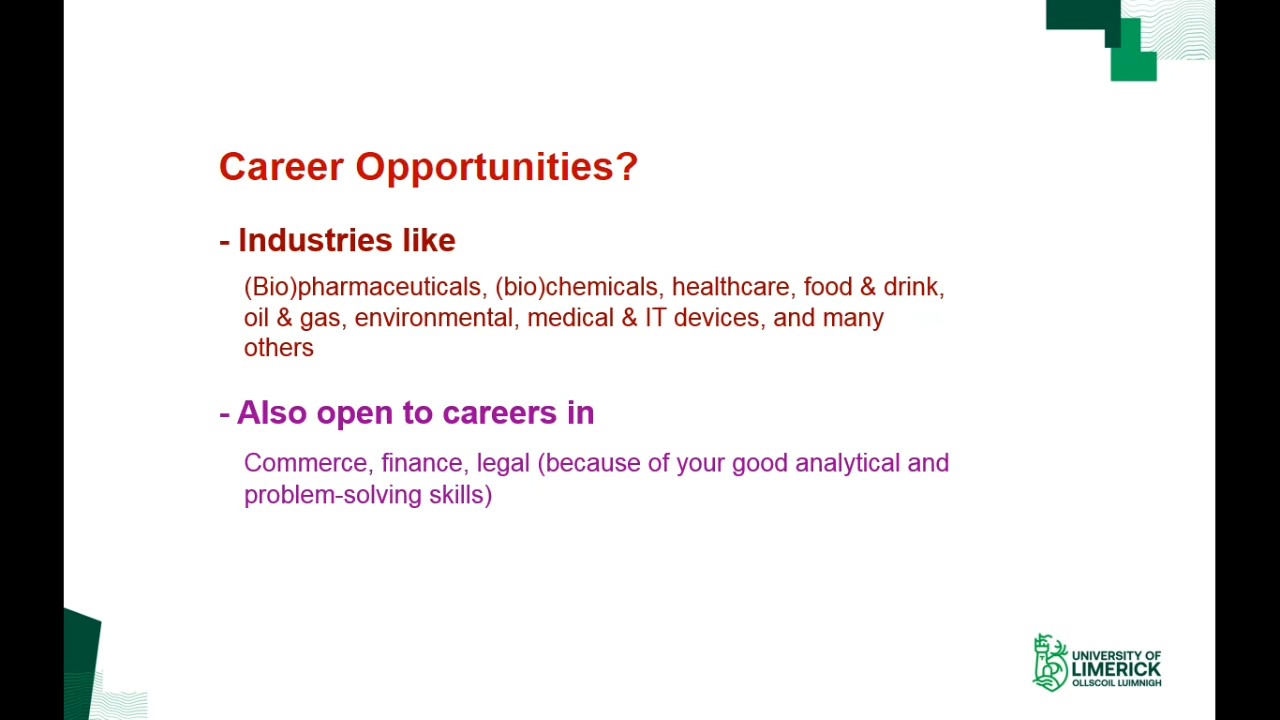 Career Opportunities?
- Industries like
(Bio)pharmaceuticals, (bio)chemicals, healthcare, food & drink,
oil & gas, environmental, medical & IT devices, and many
others
- Also open to careers in
Commerce, finance, legal (because of your good analytical and
problem-solving skills)
UNIVERSITY OF
LIMERICK
OLLSCOIL LUIMNIGH